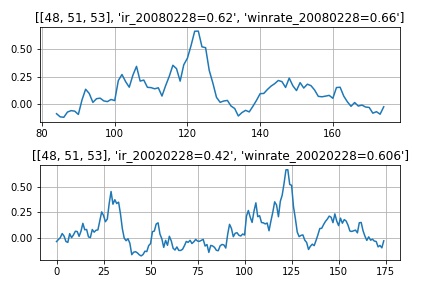 [[48, 51, 53], 'ir_20080228=0.62', 'winrate_20080228=0.66']
0.50
0.25
0.00
80 100 120 140 160
[[48, 51, 53], 'ir_20020228=0.42', 'winrate_20020228=0.606']
0.50
0.25
0.00
0 25 50 75 100 125 150 175